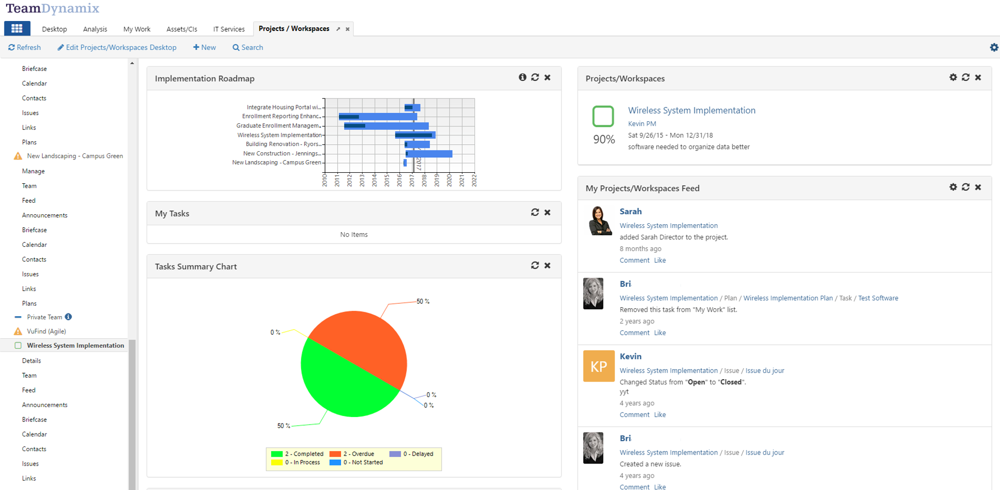 TeamDynamix
Desktop Analysis My Work Assets/CIs IT Services Projects / Workspaces
Refresh Edit Projects/Workspaces Desktop New Search
Briefcase
Calendar
Contacts
Issues
Links
Plans
New Landscaping - Campus Green
Manage
Team
Feed
Announcements
Briefcase
Calendar
Contacts
Issues
Links
Plans
Private Team
VuFind (Agile)
Wireless System Implementation
Details
Team
Feed
Announcements
Briefcase
Calendar
Contacts
Issues
Links
Implementation Roadmap
Integrate Housing Portal wi...
Enrollment Reporting Enhanc...
Graduate Enrollment Managem...
Wireless System Implementation
Building Renovation - Ryors...
New Construction - Jennings...
New Landscaping - Campus Green
2017
2010 2011 2012 2013 2014 2015 2016 2017 2018 2019 2020 2021 2022
My Tasks
No Items
Tasks Summary Chart
50 %
0 %
0 %
0 %
50 %
2 - Completed 2 - Overdue 0 - Delayed
0 - In Process 0 - Not Started
Projects/Workspaces
Wireless System Implementation
Kevin PM
90%
Sat 9/26/15 - Mon 12/31/18
software needed to organize data better
My Projects/Workspaces Feed
Sarah
Wireless System Implementation
added Sarah Director to the project.
8 months ago
Comment Like
Bri
Wireless System Implementation / Plan / Wireless Implementation Plan / Task / Test Software
Removed this task from "My Work" list.
2 years ago
Comment Like
KP
Kevin
Wireless System Implementation / Issue / Issue du jour
Changed Status from "Open" to "Closed".
yyt
4 years ago
Comment Like
Bri
Wireless System Implementation / Issue / Issue du jour
Created a new issue.
4 years ago
Comment Like